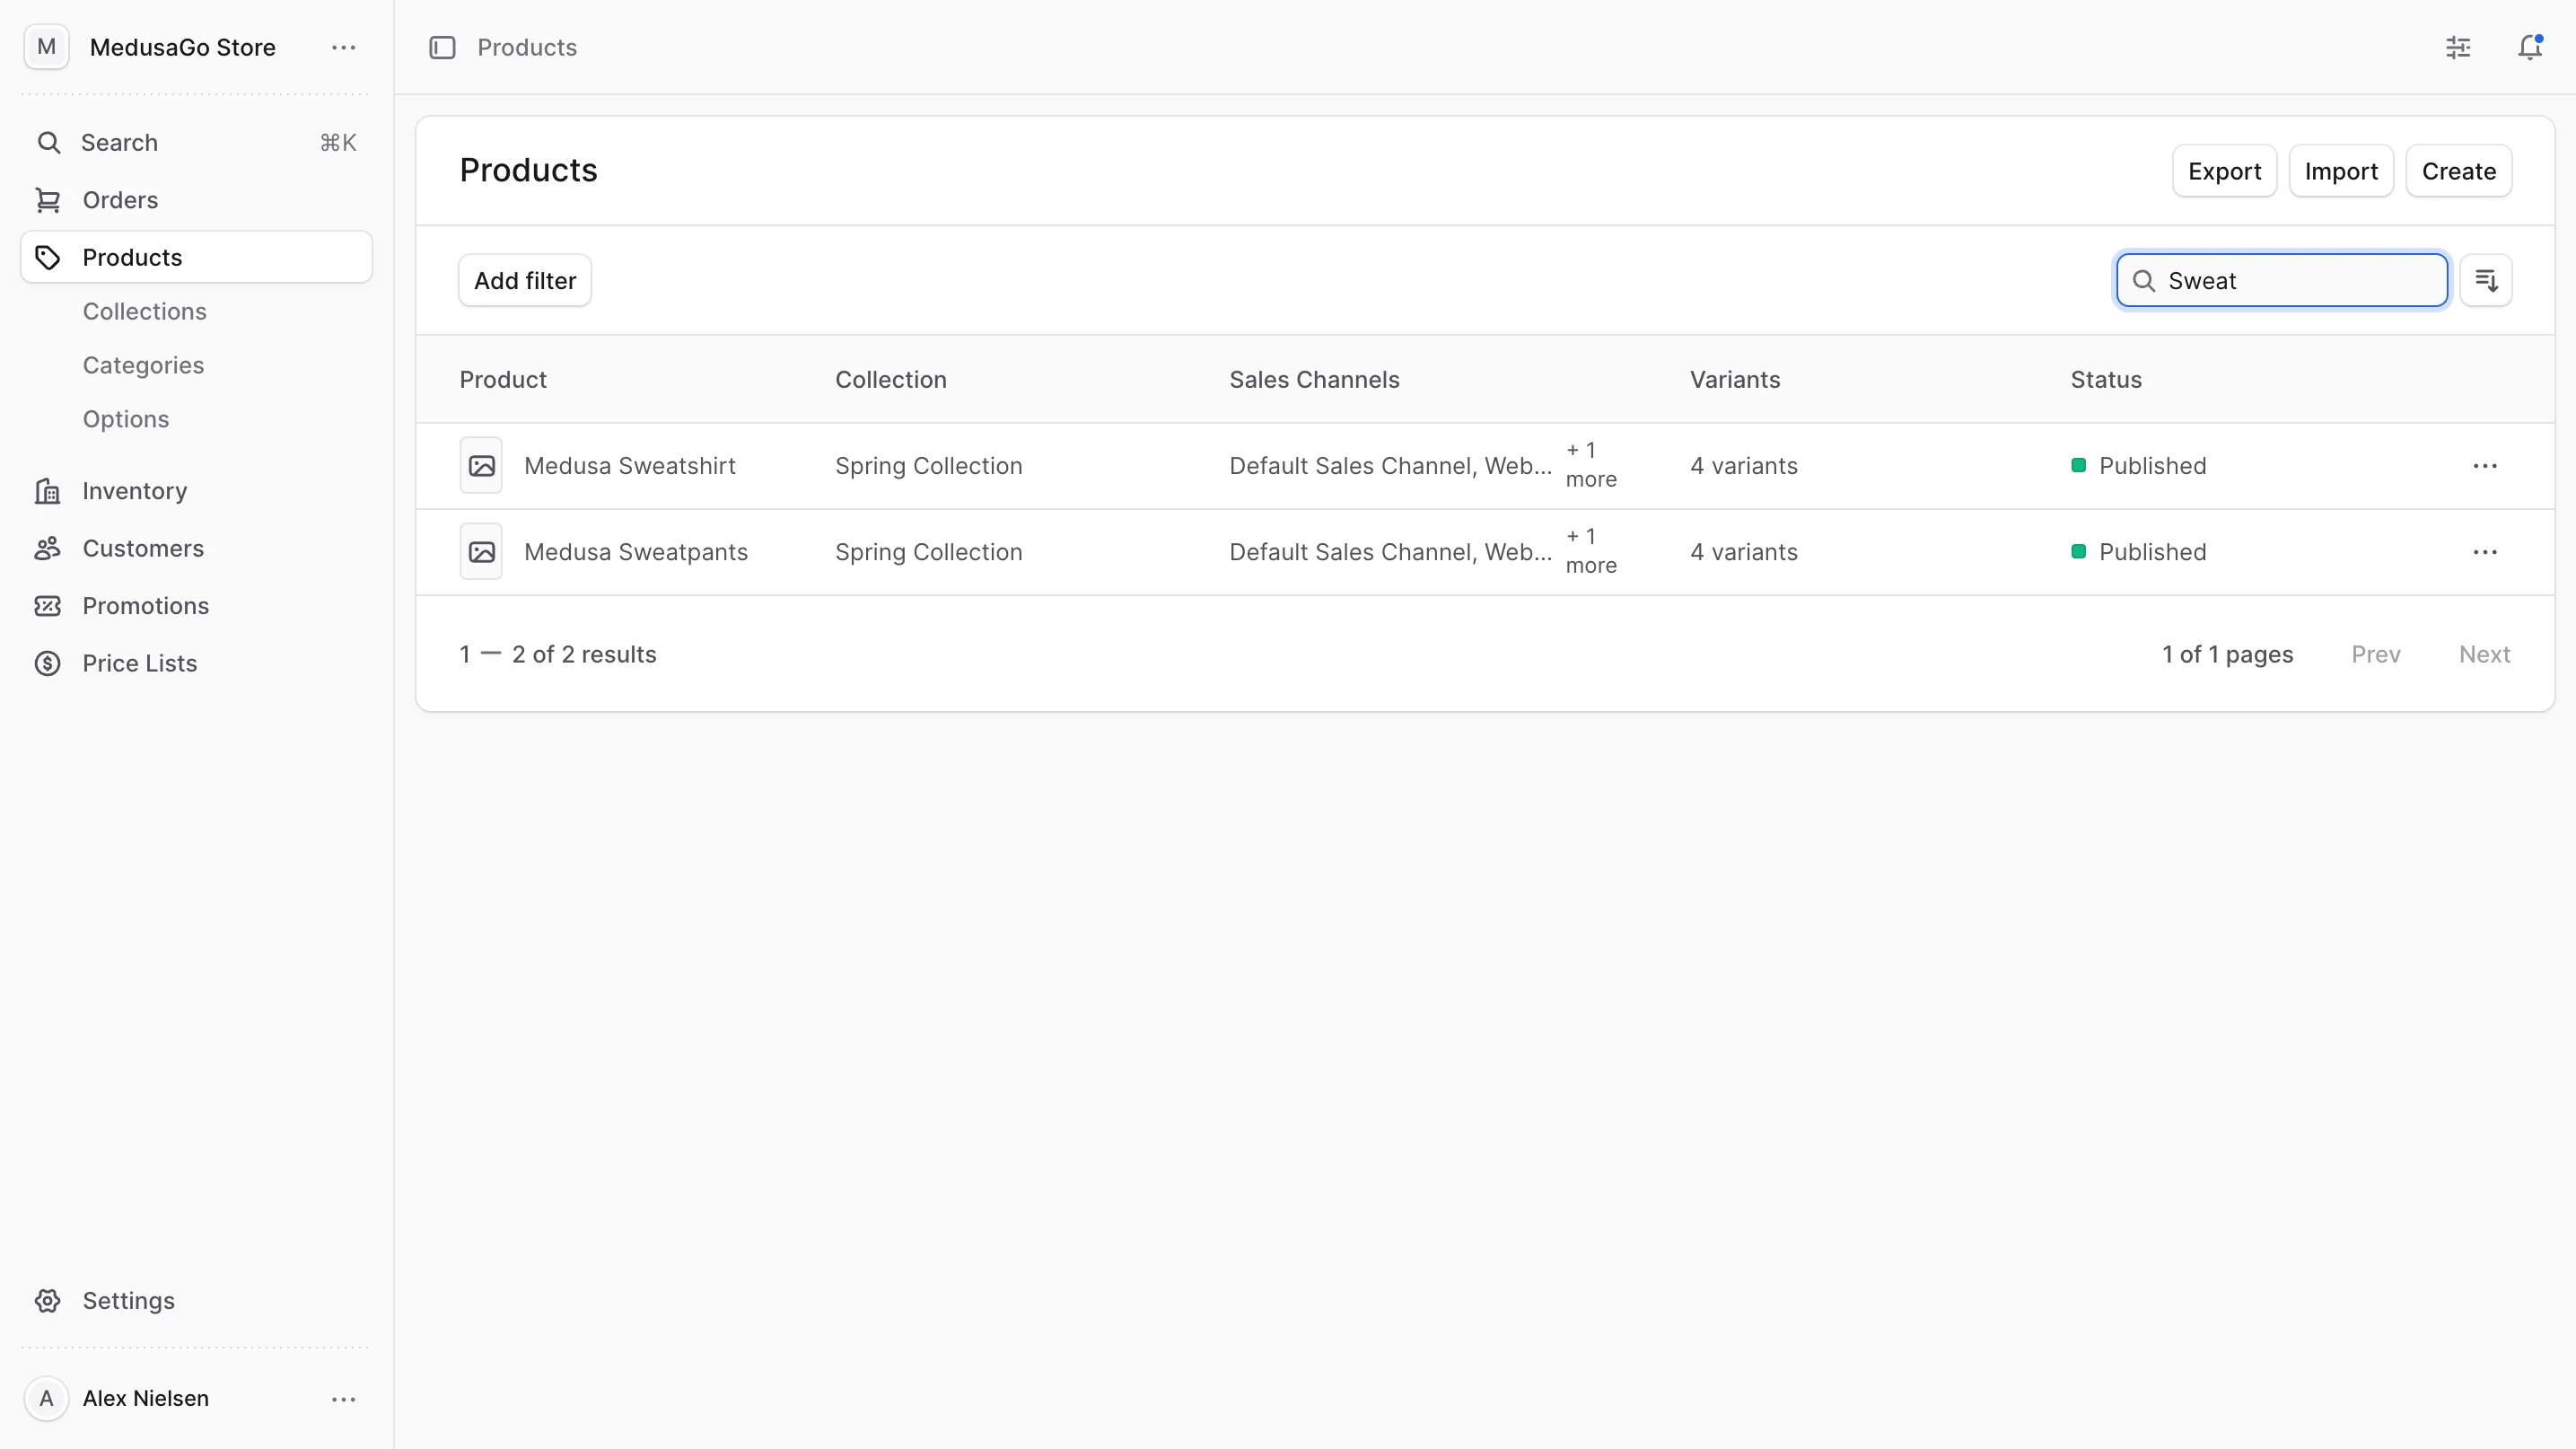 M MedusaGo Store
Search ⌘K
Orders
Products
Collections
Categories
Options
Inventory
Customers
Promotions
Price Lists
Settings
A Alex Nielsen
Products
Products
Export Import Create
Add filter
Sweat
Product Collection Sales Channels Variants Status
Medusa Sweatshirt Spring Collection Default Sales Channel, Web... + 1 more 4 variants Published
Medusa Sweatpants Spring Collection Default Sales Channel, Web... + 1 more 4 variants Published
1 — 2 of 2 results
1 of 1 pages Prev Next